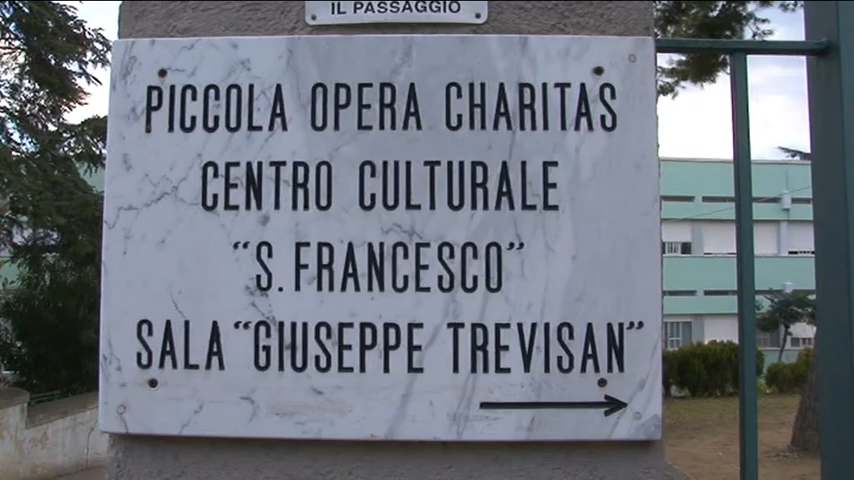 IL PASSAGGIO
PICCOLA OPERA CHARITAS
CENTRO CULTURALE
“S. FRANCESCO”
SALA “GIUSEPPE TREVISAN”